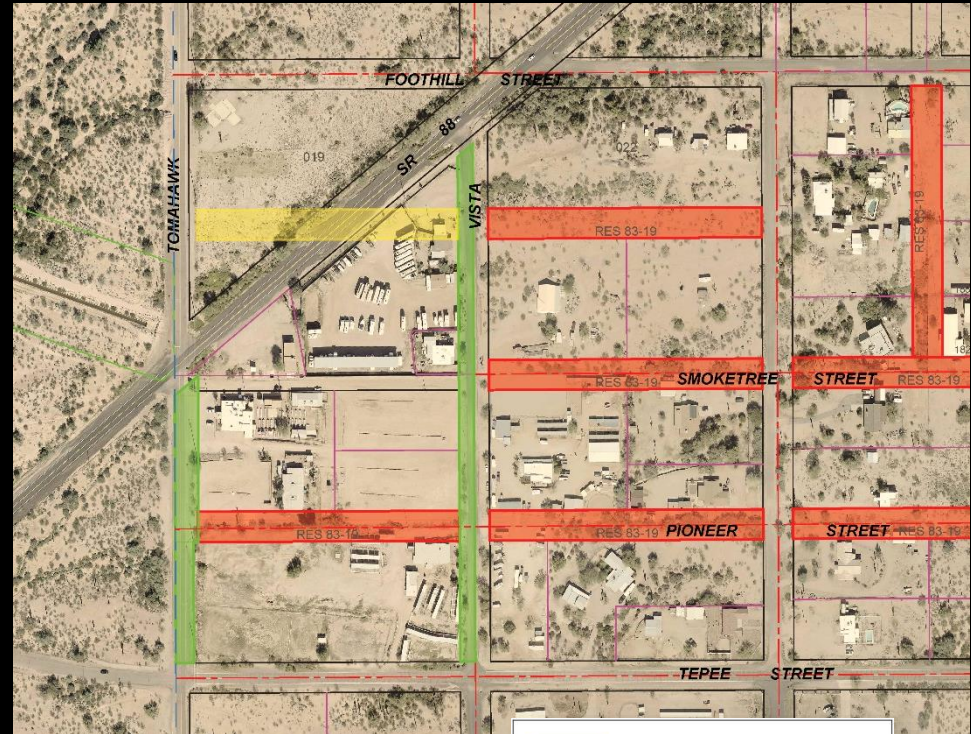 FOOTHILL STREET
SR 88
019
022
TOMAHAWK
VISTA
RES 83-19
RES 83-19
RES 83-19
SMOKETREE STREET
RES 83-19
RES 83-19
RES 83-19
PIONEER STREET
RES 83-19
TEPEE STREET